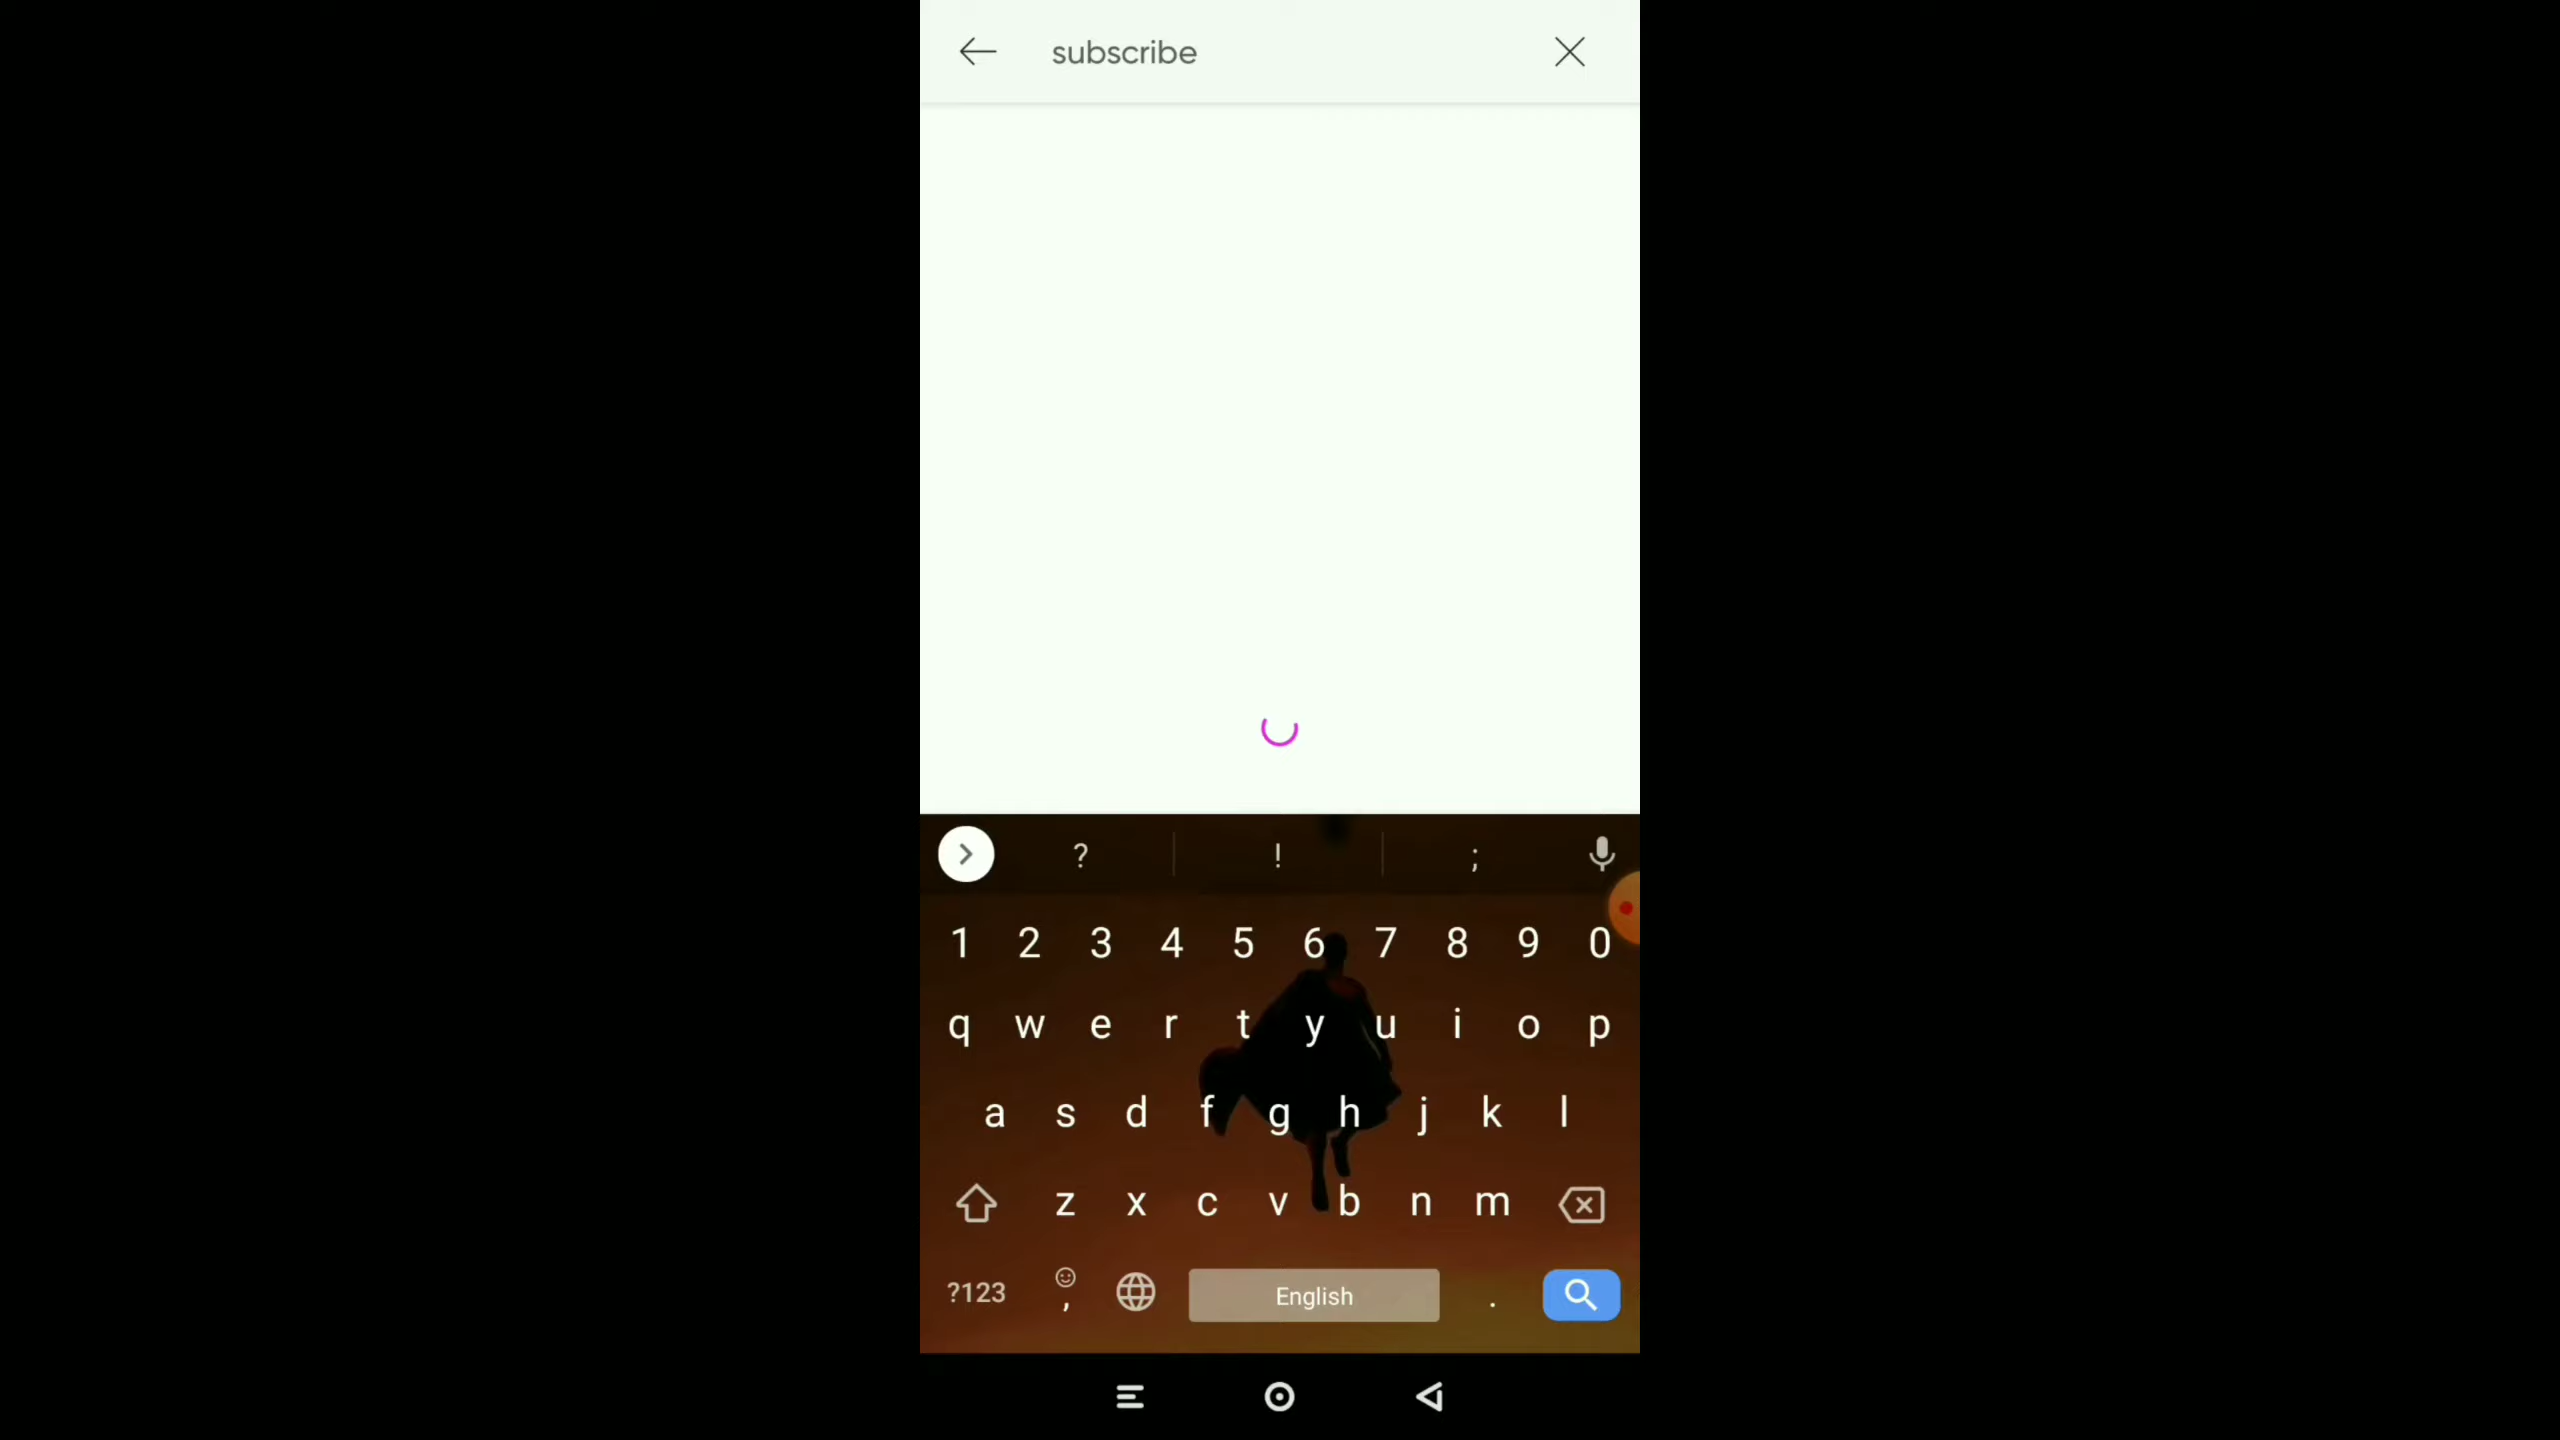 subscribe
? ! ;
1 2 3 4 5 6 7 8 9 0
q w e r t y u i o p
a s d f g h j k l
z x c v b n m
?123 , English .